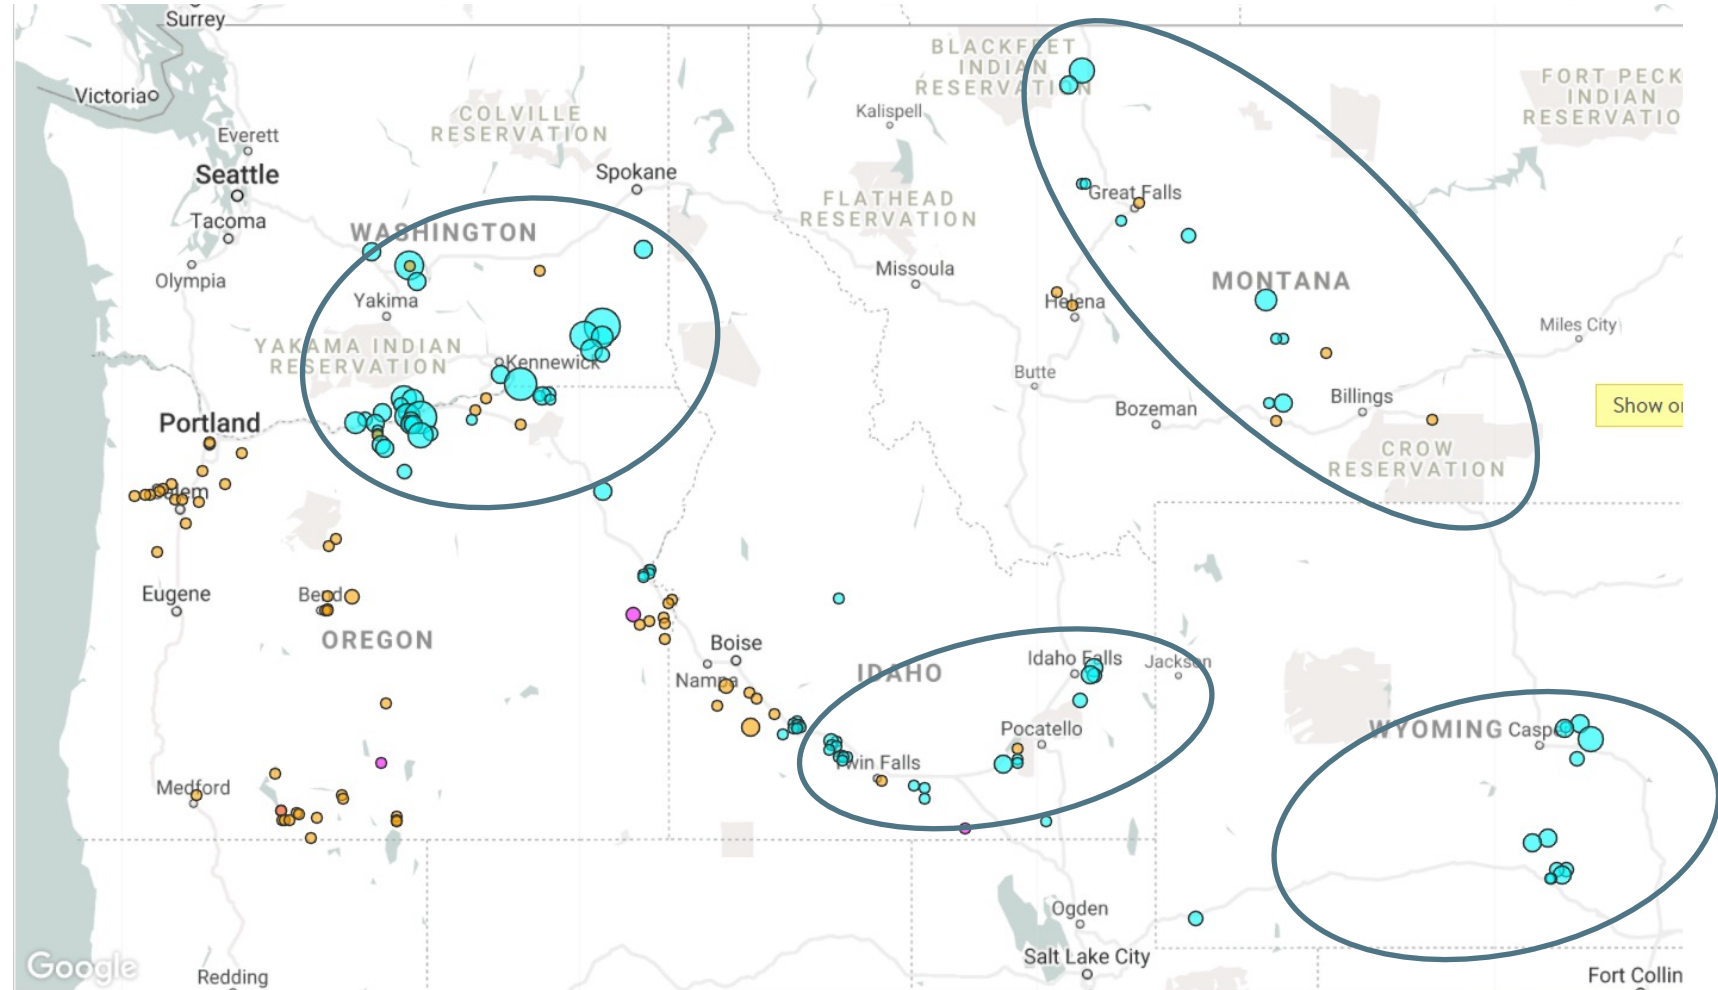 Surrey
BLACKFEET
INDIAN
RESERVATION
FORT PECK
INDIAN
RESERVATIO
Victoria
COLVILLE
RESERVATION
Kalispell
Everett
Seattle
Spokane
Tacoma
Great Falls
FLATHEAD
RESERVATION
WASHINGTON
Olympia
Missoula
MONTANA
Yakima
Helena
Miles City
YAKAMA INDIAN
RESERVATION
Kennewick
Butte
Billings
Show or
Bozeman
Portland
CROW
RESERVATION
Salem
Eugene
Bend
OREGON
Boise
Idaho Falls
Jackson
IDAHO
Nampa
Pocatello
WYOMING
Casper
Twin Falls
Medford
Ogden
Salt Lake City
Google
Redding
Fort Collin